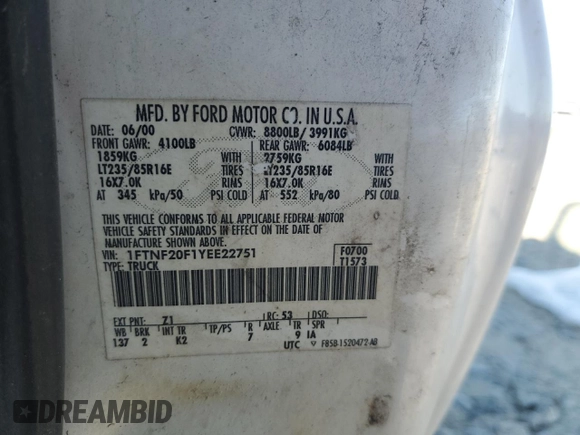 MFD. BY FORD MOTOR CO. IN U.S.A.
DATE: 06/00 GVWR: 8800LB/ 3991KG
FRONT GAWR: 4100LB REAR GAWR: 6084LB
1859KG WITH 2759KG WITH
LT235/85R16E TIRES LT235/85R16E TIRES
16X7.0K RIMS 16X7.0K RIMS
AT 345 kPa/50 PSI COLD AT 552 kPa/80 PSI COLD
THIS VEHICLE CONFORMS TO ALL APPLICABLE FEDERAL MOTOR
VEHICLE SAFETY STANDARDS IN EFFECT ON THE DATE OF
MANUFACTURE SHOWN ABOVE.
VIN: 1FTNF20F1YEE22751 F0700
TYPE: TRUCK T1573
EXT PNT: Z1 RC: 53 DSO:
WB BRK INT TR TP/PS R AXLE TR SPR
137 2 K2 7 9 IA
UTC F85B-1520472-AB
DREAMBID